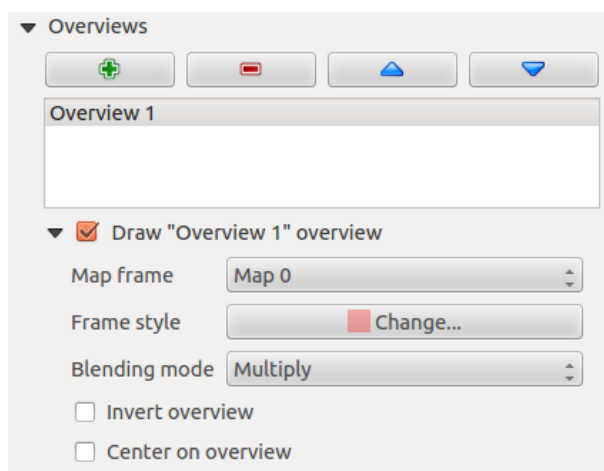 Overviews
Overview 1
Draw "Overview 1" overview
Map frame Map 0
Frame style Change...
Blending mode Multiply
Invert overview
Center on overview